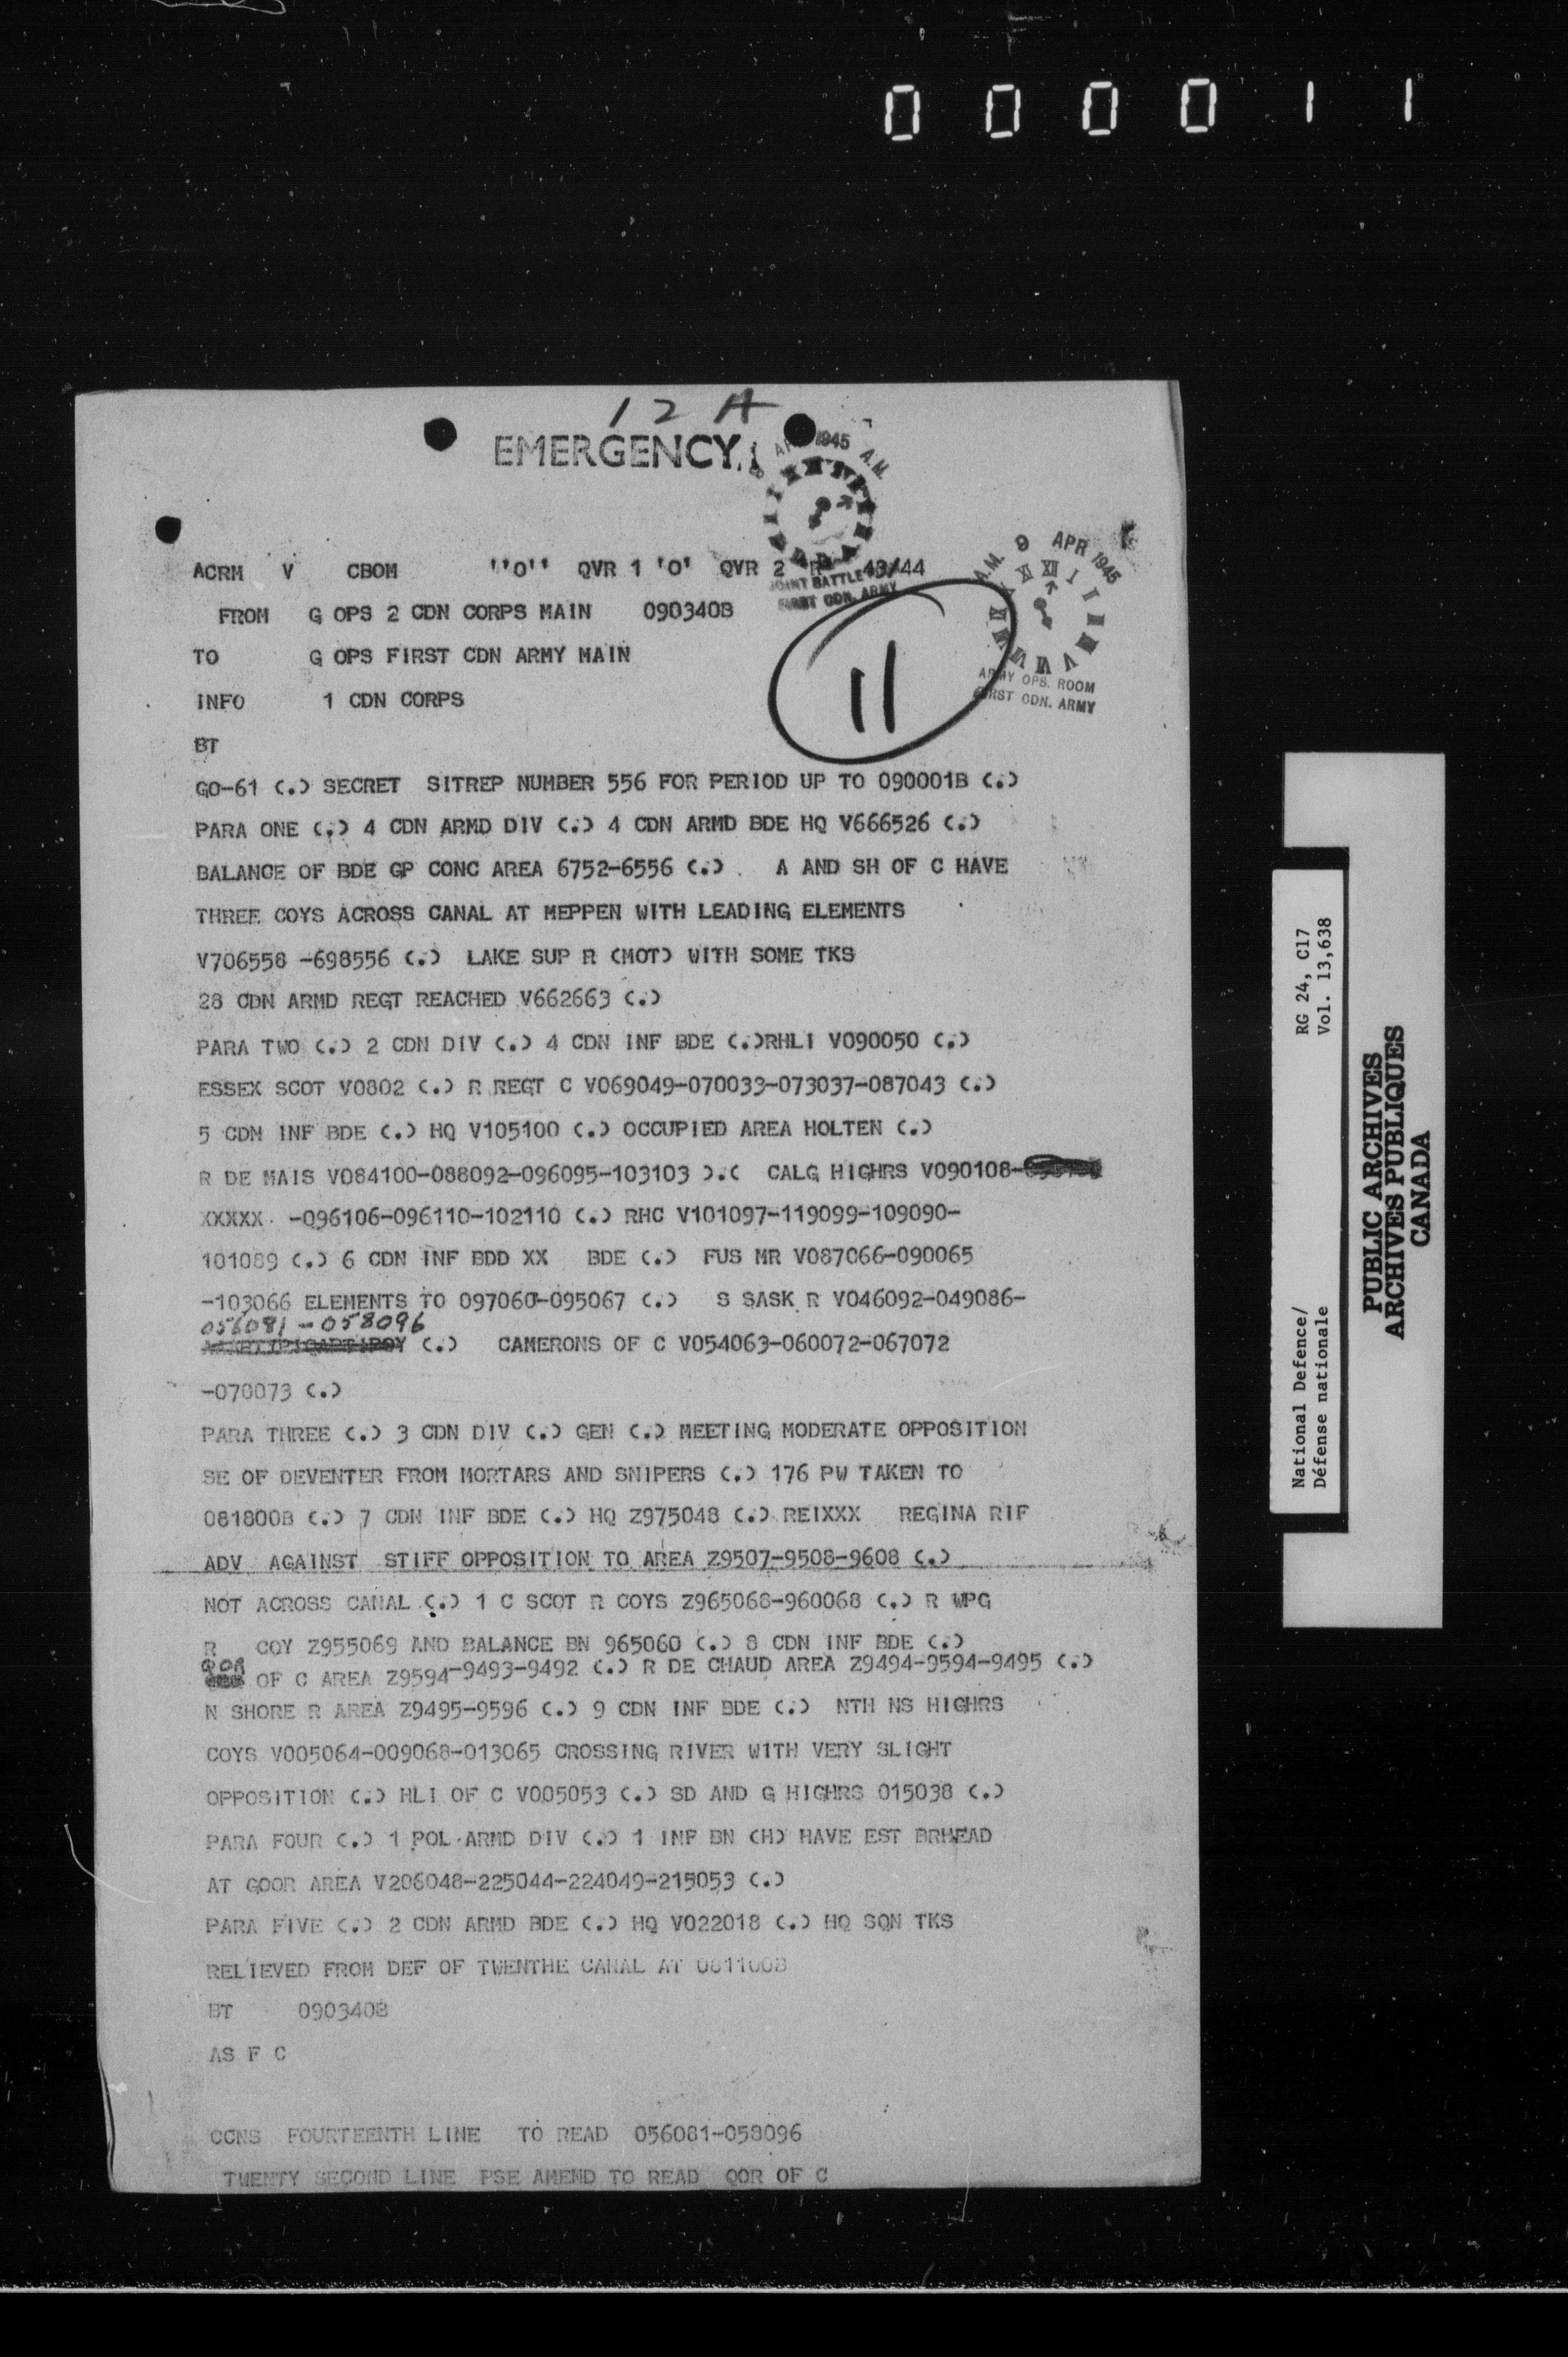 000011
12 A
EMERGENCY
1945 A.M.
JOINT BATTLE
FIRST CDN. ARMY
A.M. 9 APR 1945
ARMY OPS. ROOM
FIRST CDN. ARMY
11
ACRM V CBOM ''O'' QVR 1 'O' QVR 2 43/44
FROM G OPS 2 CDN CORPS MAIN 090340B
TO G OPS FIRST CDN ARMY MAIN
INFO 1 CDN CORPS
BT
GO-61 (.) SECRET SITREP NUMBER 556 FOR PERIOD UP TO 090001B (.)
PARA ONE (.) 4 CDN ARMD DIV (.) 4 CDN ARMD BDE HQ V666526 (.)
BALANCE OF BDE GP CONC AREA 6752-6556 (.) . A AND SH OF C HAVE
THREE COYS ACROSS CANAL AT MEPPEN WITH LEADING ELEMENTS
V706558 -698556 (.) LAKE SUP R (MOT) WITH SOME TKS
28 CDN ARMD REGT REACHED V662663 (.)
PARA TWO (.) 2 CDN DIV (.) 4 CDN INF BDE (.)RHLI V090050 (.)
ESSEX SCOT V0802 (.) R REGT C V069049-070033-073037-087043 (.)
5 CDN INF BDE (.) HQ V105100 (.) OCCUPIED AREA HOLTEN (.)
R DE MAIS V084100-088092-096095-103103 ).( CALG HIGHRS V090108-
XXXXX -096106-096110-102110 (.) RHC V101097-119099-109090-
101089 (.) 6 CDN INF BDD XX BDE (.) FUS MR V087066-090065
-103066 ELEMENTS TO 097060-095067 (.) S SASK R V046092-049086-
056081-058096
(.) CAMERONS OF C V054063-060072-067072
-070073 (.)
PARA THREE (.) 3 CDN DIV (.) GEN (.) MEETING MODERATE OPPOSITION
SE OF DEVENTER FROM MORTARS AND SNIPERS (.) 176 PW TAKEN TO
081800B (.) 7 CDN INF BDE (.) HQ Z975048 (.) REIXXX REGINA RIF
ADV AGAINST STIFF OPPOSITION TO AREA Z9507-9508-9608 (.)
NOT ACROSS CANAL (.) 1 C SCOT R COYS Z965068-960068 (.) R WPG
R COY Z955069 AND BALANCE BN 965060 (.) 8 CDN INF BDE (.)
QOR OF C AREA Z9594-9493-9492 (.) R DE CHAUD AREA Z9494-9594-9495 (.)
N SHORE R AREA Z9495-9596 (.) 9 CDN INF BDE (.) NTH NS HIGHRS
COYS V005064-009068-013065 CROSSING RIVER WITH VERY SLIGHT
OPPOSITION (.) HLI OF C V005053 (.) SD AND G HIGHRS 015038 (.)
PARA FOUR (.) 1 POL ARMD DIV (.) 1 INF BN (H) HAVE EST BRHEAD
AT GOOR AREA V206048-225044-224049-215053 (.)
PARA FIVE (.) 2 CDN ARMD BDE (.) HQ V022018 (.) HQ SQN TKS
RELIEVED FROM DEF OF TWENTHE CANAL AT 081100B
BT 090340B
AS F C
CCNS FOURTEENTH LINE TO READ 056081-058096
TWENTY SECOND LINE PSE AMEND TO READ QOR OF C
National Defence/ RG 24, C17
Défense nationale Vol. 13,638
PUBLIC ARCHIVES
ARCHIVES PUBLIQUES
CANADA